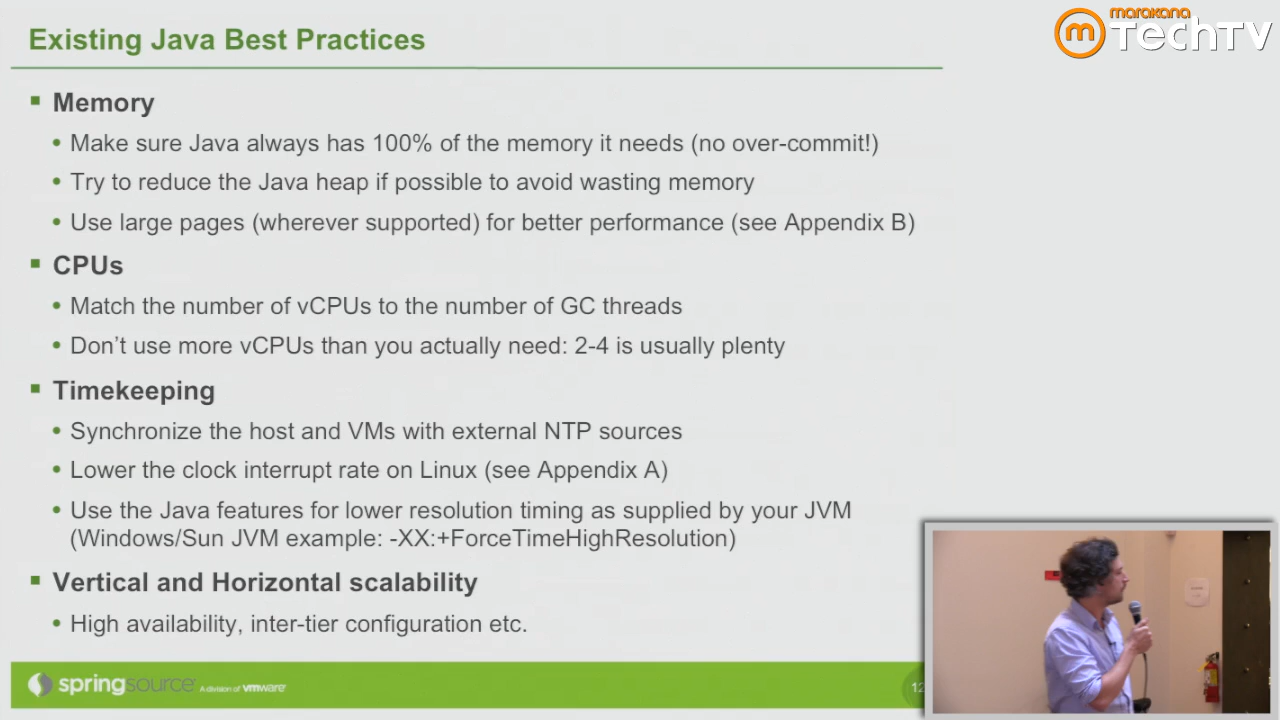 Existing Java Best Practices
marakana
m TechTV
Memory
• Make sure Java always has 100% of the memory it needs (no over-commit!)
• Try to reduce the Java heap if possible to avoid wasting memory
• Use large pages (wherever supported) for better performance (see Appendix B)
CPUs
• Match the number of vCPUs to the number of GC threads
• Don't use more vCPUs than you actually need: 2-4 is usually plenty
Timekeeping
• Synchronize the host and VMs with external NTP sources
• Lower the clock interrupt rate on Linux (see Appendix A)
• Use the Java features for lower resolution timing as supplied by your JVM
(Windows/Sun JVM example: -XX:+ForceTimeHighResolution)
Vertical and Horizontal scalability
• High availability, inter-tier configuration etc.
springsource A division of vmware
12